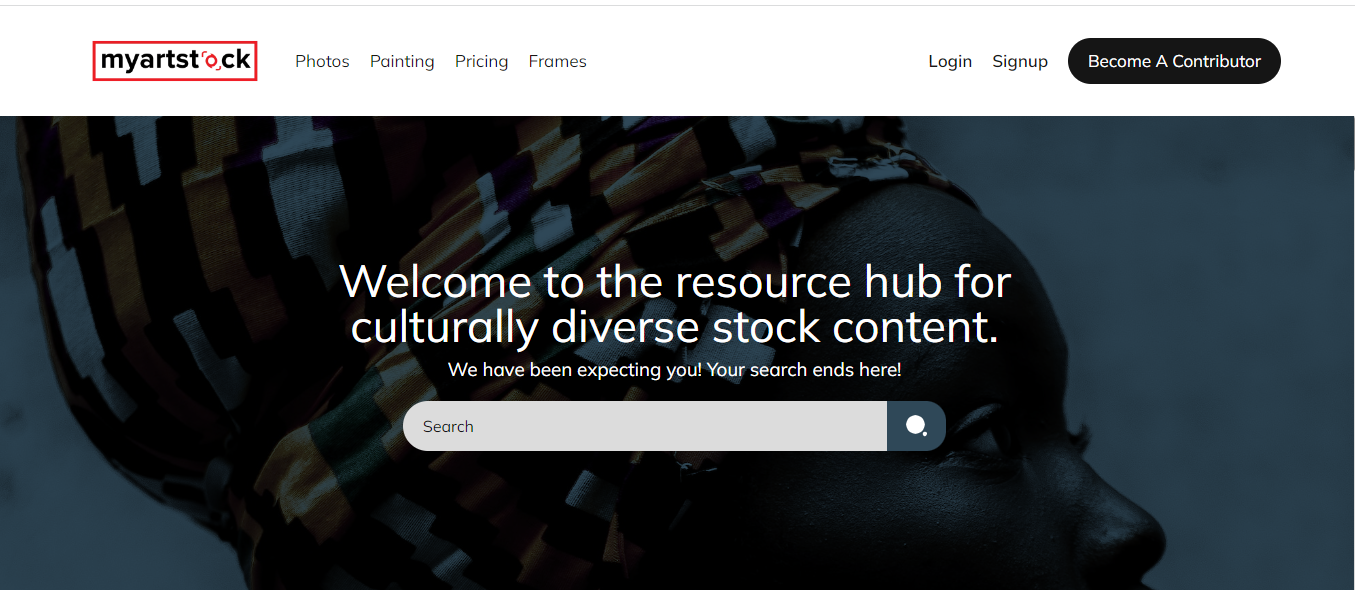 myartstock
Photos Painting Pricing Frames
Login Signup Become A Contributor
Welcome to the resource hub for
culturally diverse stock content.
We have been expecting you! Your search ends here!
Search